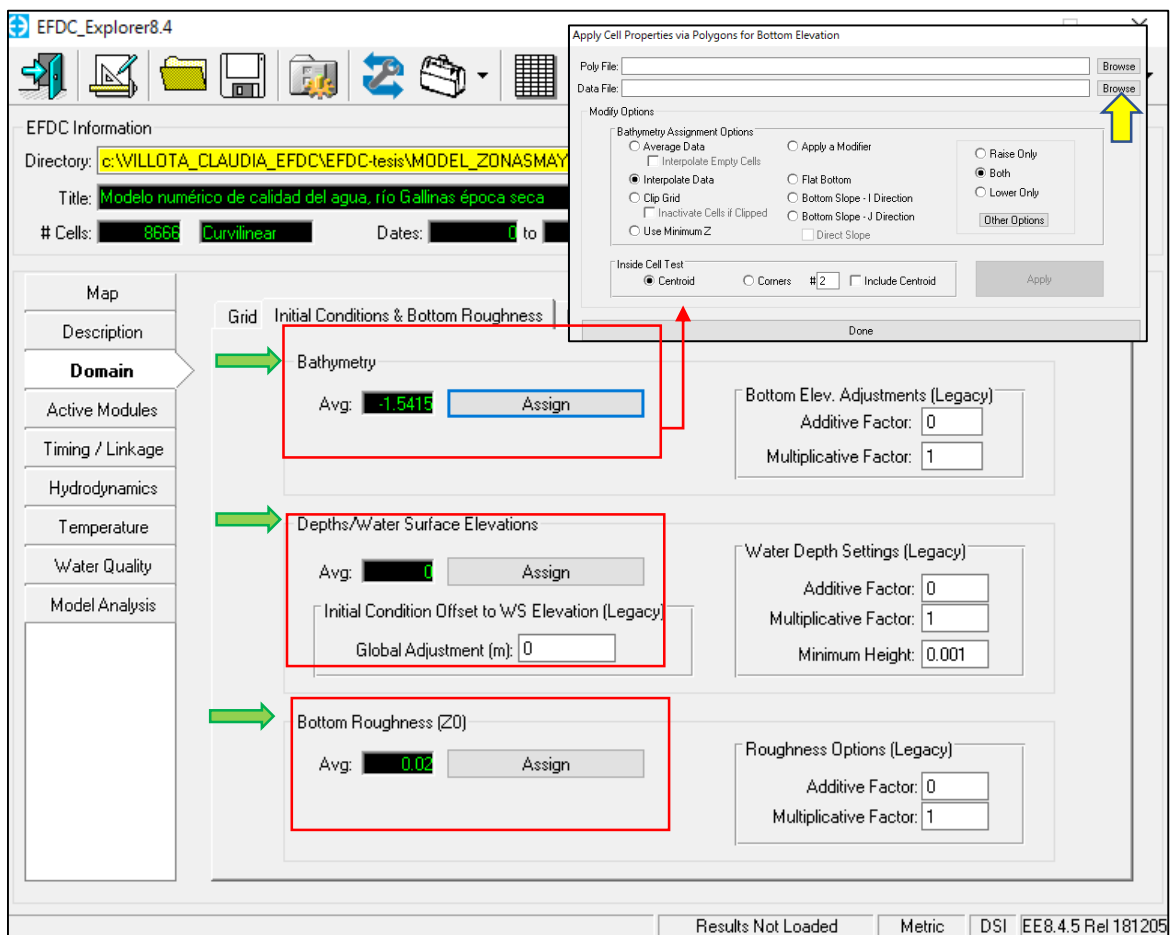 EFDC_Explorer8.4
Apply Cell Properties via Polygons for Bottom Elevation
Poly File: Browse
Data File: Browse
Modify Options
Bathymetry Assignment Options
Average Data
Interpolate Empty Cells
Interpolate Data
Clip Grid
Inactivate Cells if Clipped
Use Minimum Z
Apply a Modifier
Flat Bottom
Bottom Slope - I Direction
Bottom Slope - J Direction
Direct Slope
Raise Only
Both
Lower Only
Other Options
Inside Cell Test
Centroid Corners # 2 Include Centroid
Apply
Done
EFDC Information
Directory: c:\VILLOTA_CLAUDIA_EFDC\EFDC-tesis\MODEL_ZONASMAY
Title: Modelo numérico de calidad del agua, río Gallinas época seca
# Cells: 8666 Curvilinear Dates: 0 to
Map
Description
Domain
Active Modules
Timing / Linkage
Hydrodynamics
Temperature
Water Quality
Model Analysis
Grid Initial Conditions & Bottom Roughness
Bathymetry
Avg: -1.5415 Assign
Bottom Elev. Adjustments (Legacy)
Additive Factor: 0
Multiplicative Factor: 1
Depths/Water Surface Elevations
Avg: 0 Assign
Initial Condition Offset to WS Elevation (Legacy)
Global Adjustment (m): 0
Water Depth Settings (Legacy)
Additive Factor: 0
Multiplicative Factor: 1
Minimum Height: 0.001
Bottom Roughness (Z0)
Avg: 0.02 Assign
Roughness Options (Legacy)
Additive Factor: 0
Multiplicative Factor: 1
Results Not Loaded Metric DSI EE8.4.5 Rel 181205